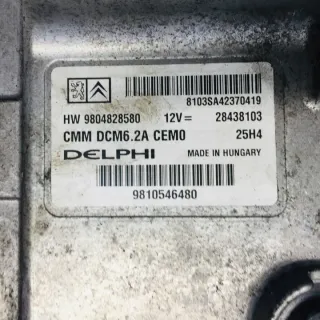 8103SA42370419
HW 9804828580 12V= 28438103
CMM DCM6.2A CEM0 25H4
DELPHI MADE IN HUNGARY
9810546480